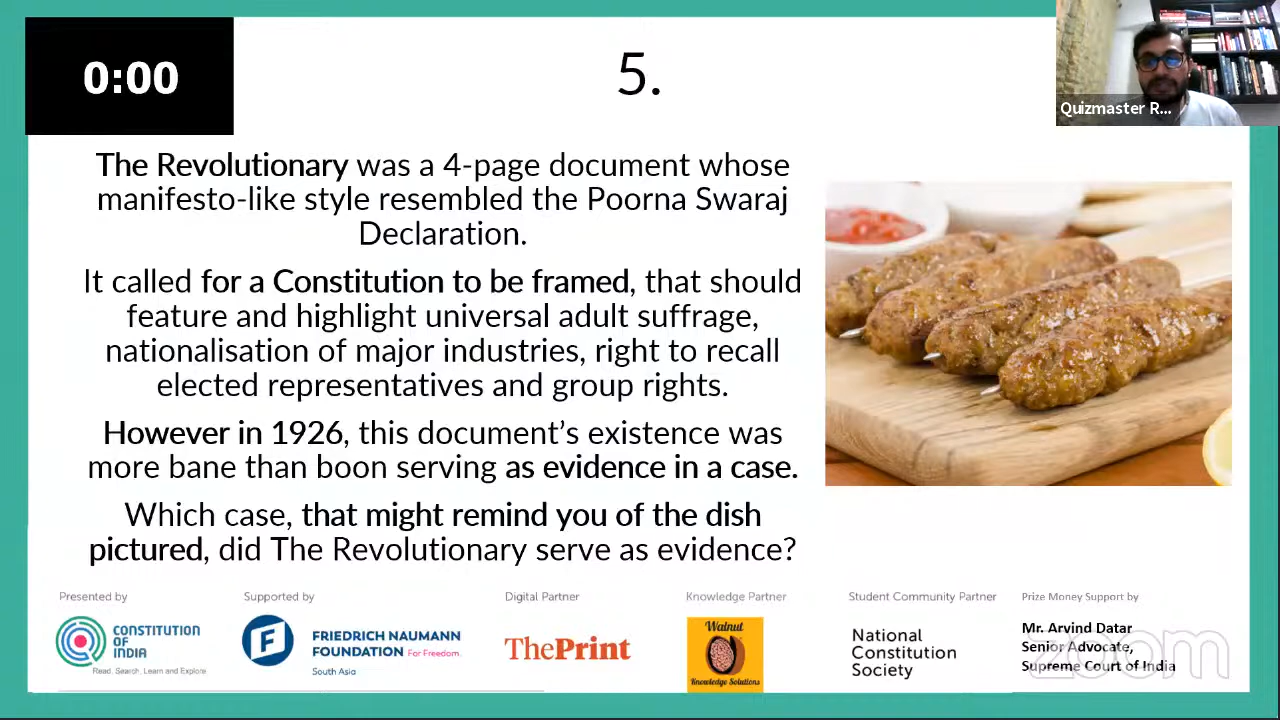 0:00
5.
Quizmaster R...
The Revolutionary was a 4-page document whose
manifesto-like style resembled the Poorna Swaraj
Declaration.
It called for a Constitution to be framed, that should
feature and highlight universal adult suffrage,
nationalisation of major industries, right to recall
elected representatives and group rights.
However in 1926, this document's existence was
more bane than boon serving as evidence in a case.
Which case, that might remind you of the dish
pictured, did The Revolutionary serve as evidence?
Presented by
CONSTITUTION
OF
INDIA
Read, Search, Learn and Explore
Supported by
F
FRIEDRICH NAUMANN
FOUNDATION For Freedom.
South Asia
Digital Partner
ThePrint
Knowledge Partner
Walnut
Knowledge Solutions
Student Community Partner
National
Constitution
Society
Prize Money Support by
Mr. Arvind Datar
Senior Advocate,
Supreme Court of India
zoom